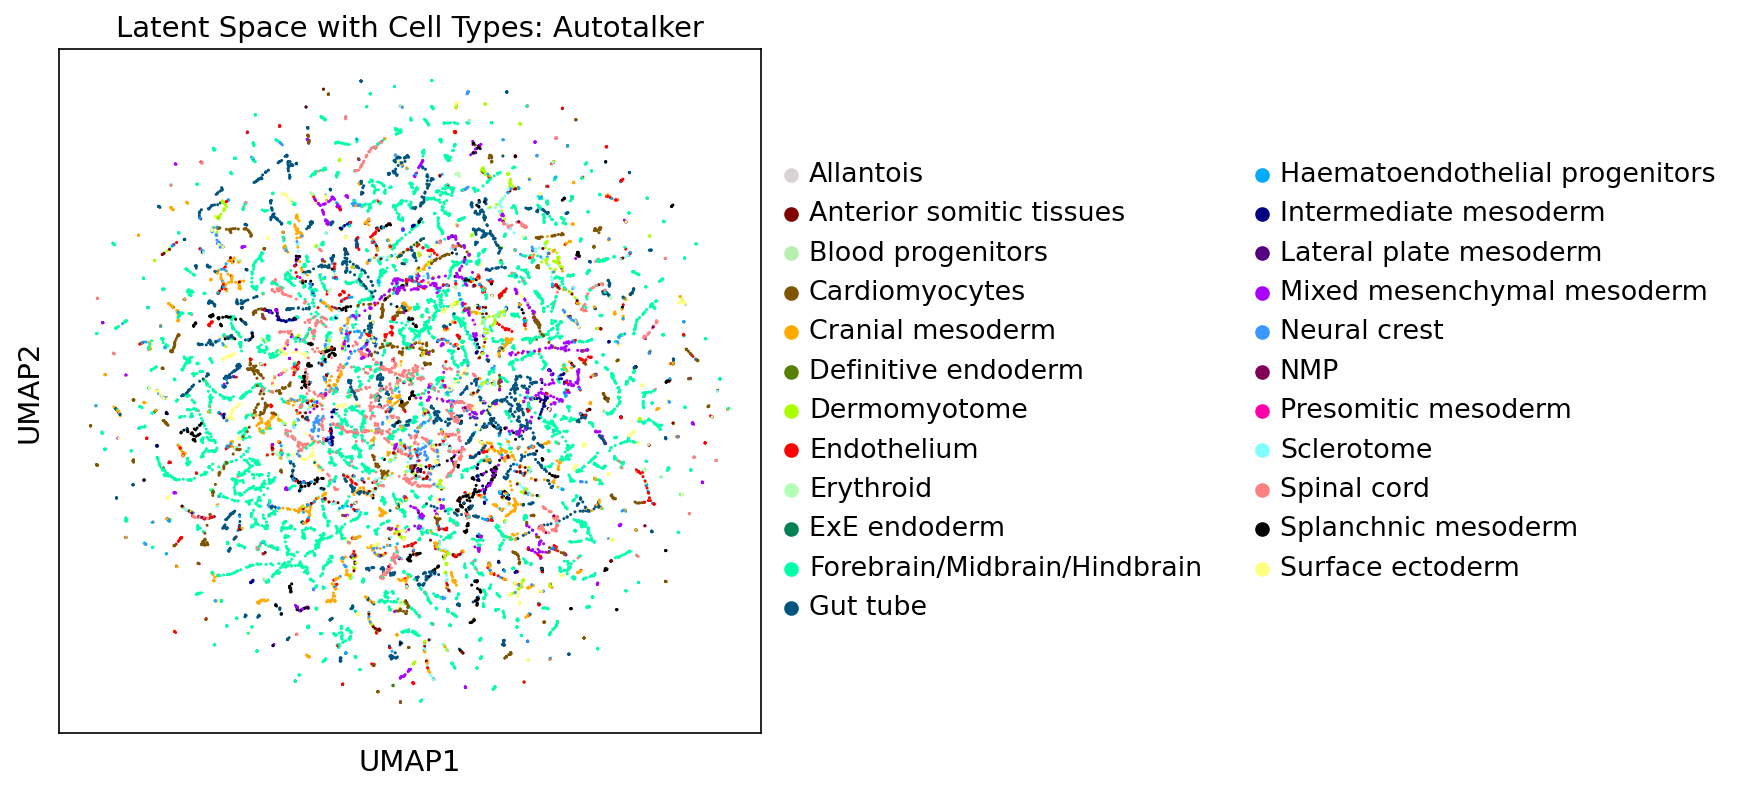 Latent Space with Cell Types: Autotalker
UMAP2
UMAP1
Allantois
Anterior somitic tissues
Blood progenitors
Cardiomyocytes
Cranial mesoderm
Definitive endoderm
Dermomyotome
Endothelium
Erythroid
ExE endoderm
Forebrain/Midbrain/Hindbrain
Gut tube
Haematoendothelial progenitors
Intermediate mesoderm
Lateral plate mesoderm
Mixed mesenchymal mesoderm
Neural crest
NMP
Presomitic mesoderm
Sclerotome
Spinal cord
Splanchnic mesoderm
Surface ectoderm